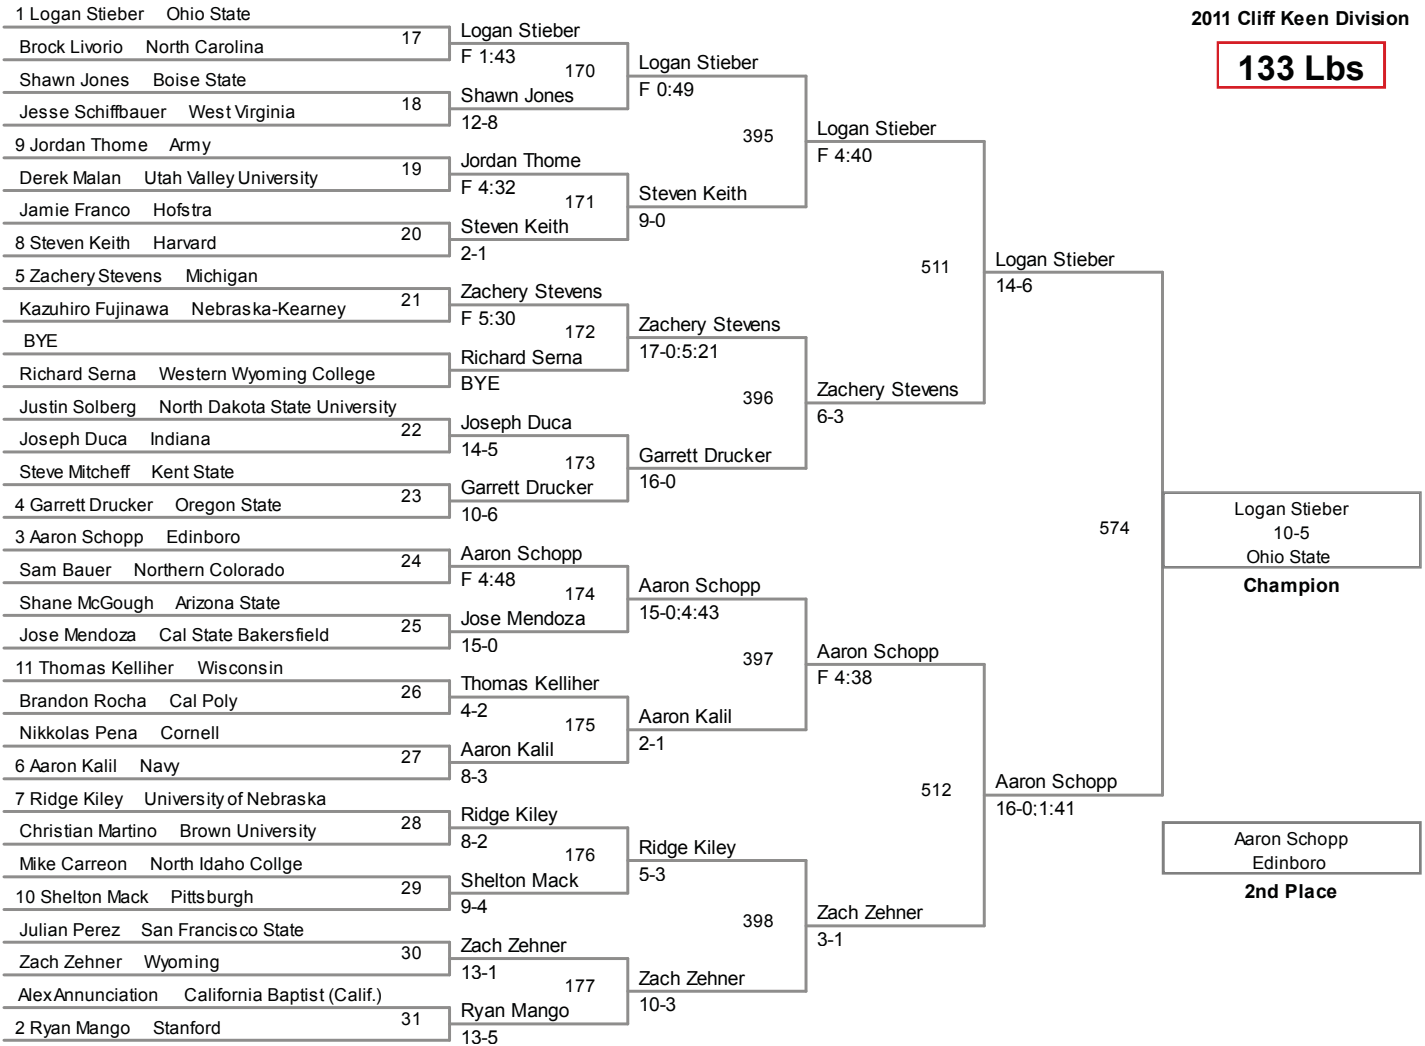 2011 Cliff Keen Division
133 Lbs
1 Logan Stieber Ohio State
Brock Livorio North Carolina
Shawn Jones Boise State
Jesse Schiffbauer West Virginia
9 Jordan Thome Army
Derek Malan Utah Valley University
Jamie Franco Hofstra
8 Steven Keith Harvard
5 Zachery Stevens Michigan
Kazuhiro Fujinawa Nebraska-Kearney
BYE
Richard Serna Western Wyoming College
Justin Solberg North Dakota State University
Joseph Duca Indiana
Steve Mitcheff Kent State
4 Garrett Drucker Oregon State
3 Aaron Schopp Edinboro
Sam Bauer Northern Colorado
Shane McGough Arizona State
Jose Mendoza Cal State Bakersfield
11 Thomas Kelliher Wisconsin
Brandon Rocha Cal Poly
Nikkolas Pena Cornell
6 Aaron Kalil Navy
7 Ridge Kiley University of Nebraska
Christian Martino Brown University
Mike Carreon North Idaho Collge
10 Shelton Mack Pittsburgh
Julian Perez San Francisco State
Zach Zehner Wyoming
Alex Annunciation California Baptist (Calif.)
2 Ryan Mango Stanford
17
18
19
20
21
22
23
24
25
26
27
28
29
30
31
Logan Stieber
F 1:43
Shawn Jones
12-8
Jordan Thome
F 4:32
Steven Keith
2-1
Zachery Stevens
F 5:30
Richard Serna
BYE
Joseph Duca
14-5
Garrett Drucker
10-6
Aaron Schopp
F 4:48
Jose Mendoza
15-0
Thomas Kelliher
4-2
Aaron Kalil
8-3
Ridge Kiley
8-2
Shelton Mack
9-4
Zach Zehner
13-1
Ryan Mango
13-5
170
171
172
173
174
175
176
177
Logan Stieber
F 0:49
Steven Keith
9-0
Zachery Stevens
17-0;5:21
Garrett Drucker
16-0
Aaron Schopp
15-0;4:43
Aaron Kalil
2-1
Ridge Kiley
5-3
Zach Zehner
10-3
395
396
397
398
Logan Stieber
F 4:40
Zachery Stevens
6-3
Aaron Schopp
F 4:38
Zach Zehner
3-1
511
512
Logan Stieber
14-6
Aaron Schopp
16-0;1:41
574
Logan Stieber
10-5
Ohio State
Champion
Aaron Schopp
Edinboro
2nd Place